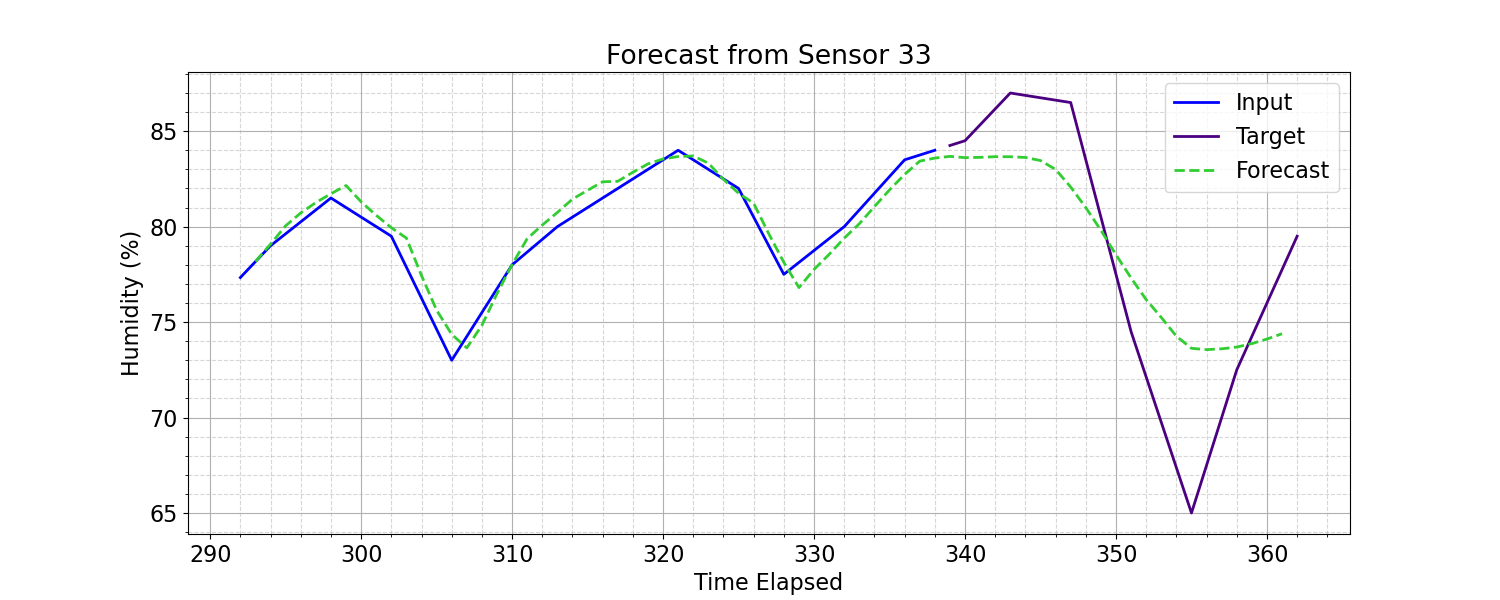 Forecast from Sensor 33
Humidity (%)
85
80
75
70
65
290 300 310 320 330 340 350 360
Time Elapsed
Input
Target
Forecast